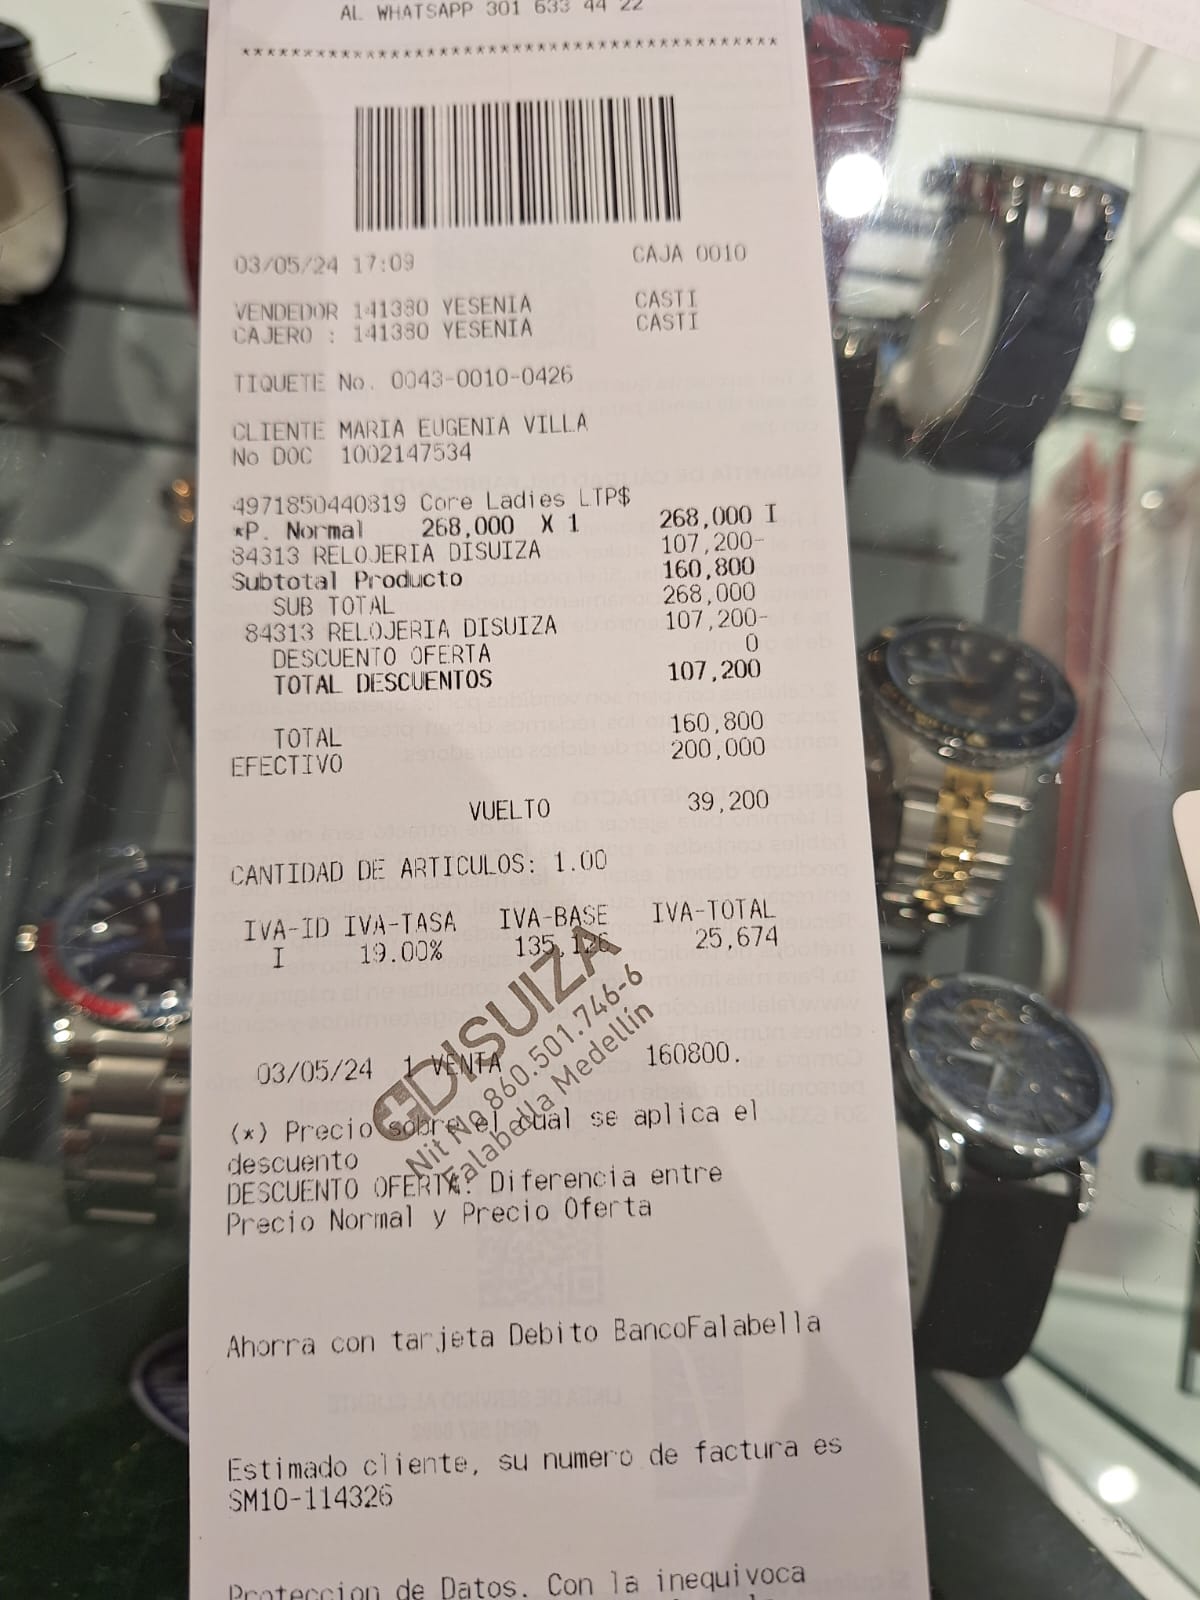 AL WHATSAPP 301 633 44 22
*****************************************
03/05/24 17:09 CAJA 0010
VENDEDOR 141380 YESENIA CASTI
CAJERO : 141380 YESENIA CASTI
TIQUETE No. 0043-0010-0426
CLIENTE MARIA EUGENIA VILLA
No DOC 1002147534
4971850440819 Core Ladies LTP$
*P. Normal 268,000 X 1 268,000 I
84313 RELOJERIA DISUIZA 107,200-
Subtotal Producto 160,800
SUB TOTAL 268,000
84313 RELOJERIA DISUIZA 107,200-
DESCUENTO OFERTA 0
TOTAL DESCUENTOS 107,200
TOTAL 160,800
EFECTIVO 200,000
VUELTO 39,200
CANTIDAD DE ARTICULOS: 1.00
IVA-ID IVA-TASA IVA-BASE IVA-TOTAL
I 19.00% 135,126 25,674
DISUIZA
Nit No 860.501.746-6
Falabella Medellín
03/05/24 1 VENTA 160800.
(*) Precio sobre el cual se aplica el
descuento
DESCUENTO OFERTA: Diferencia entre
Precio Normal y Precio Oferta
Ahorra con tarjeta Debito BancoFalabella
Estimado cliente, su numero de factura es
SM10-114326
Proteccion de Datos. Con la inequivoca